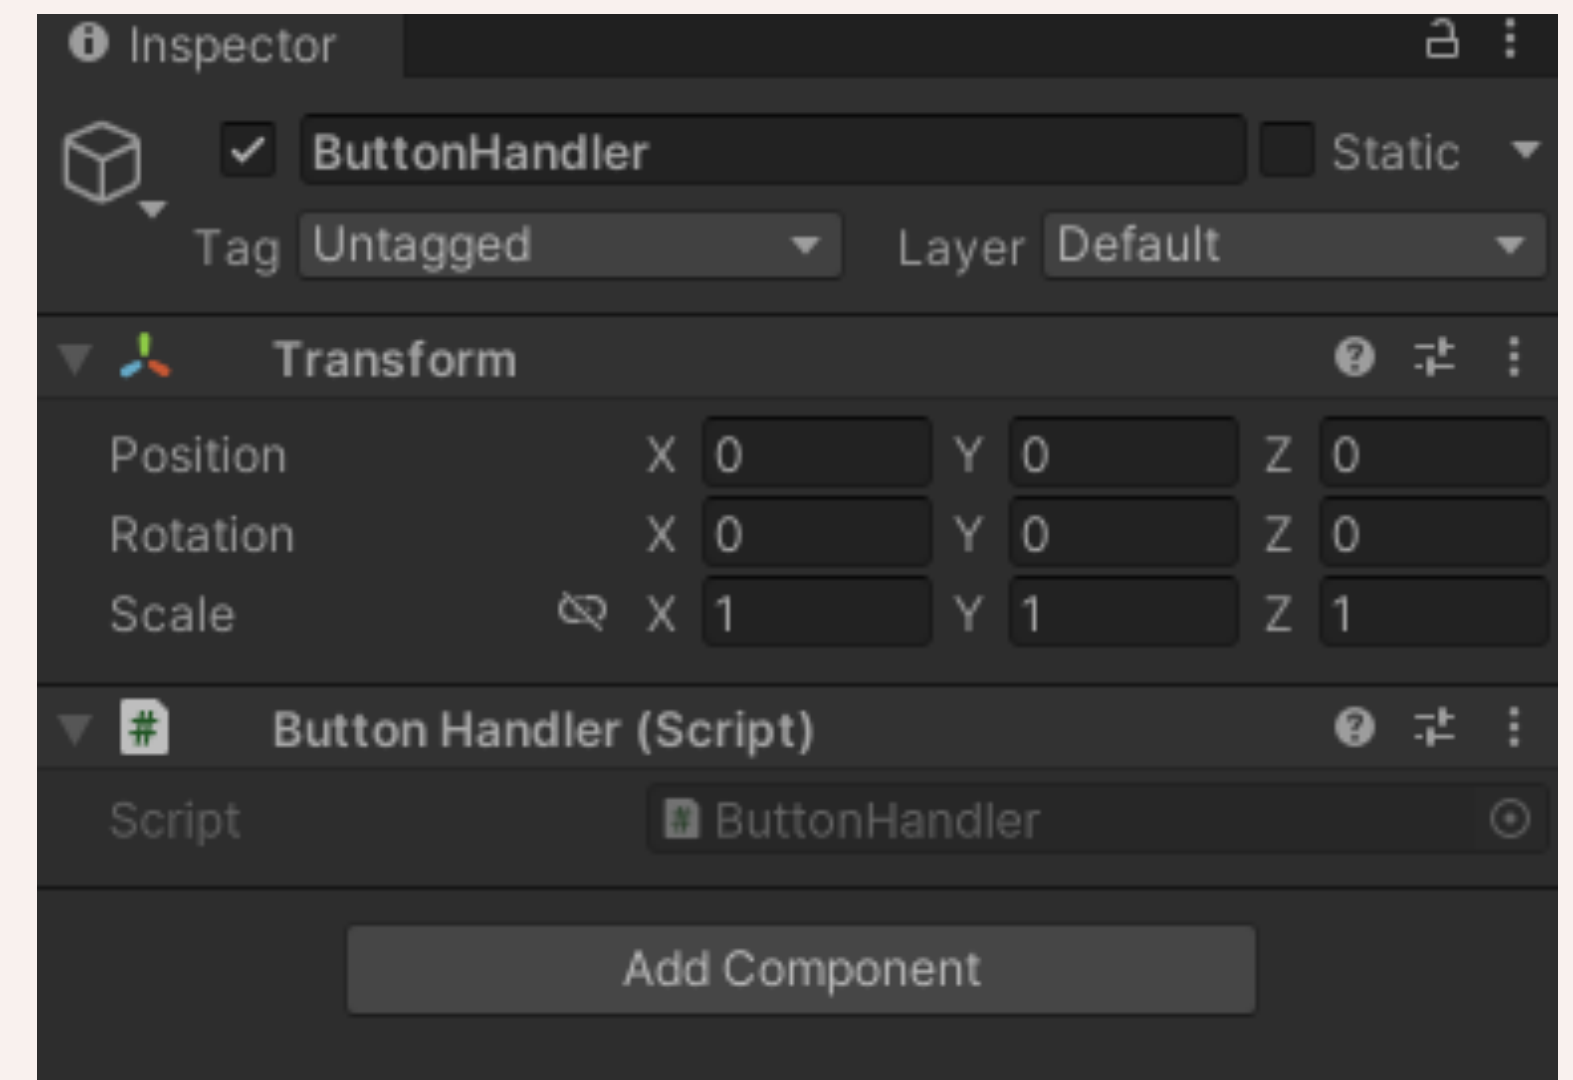 Inspector
ButtonHandler Static
Tag Untagged Layer Default
Transform
Position X 0 Y 0 Z 0
Rotation X 0 Y 0 Z 0
Scale X 1 Y 1 Z 1
# Button Handler (Script)
Script # ButtonHandler
Add Component